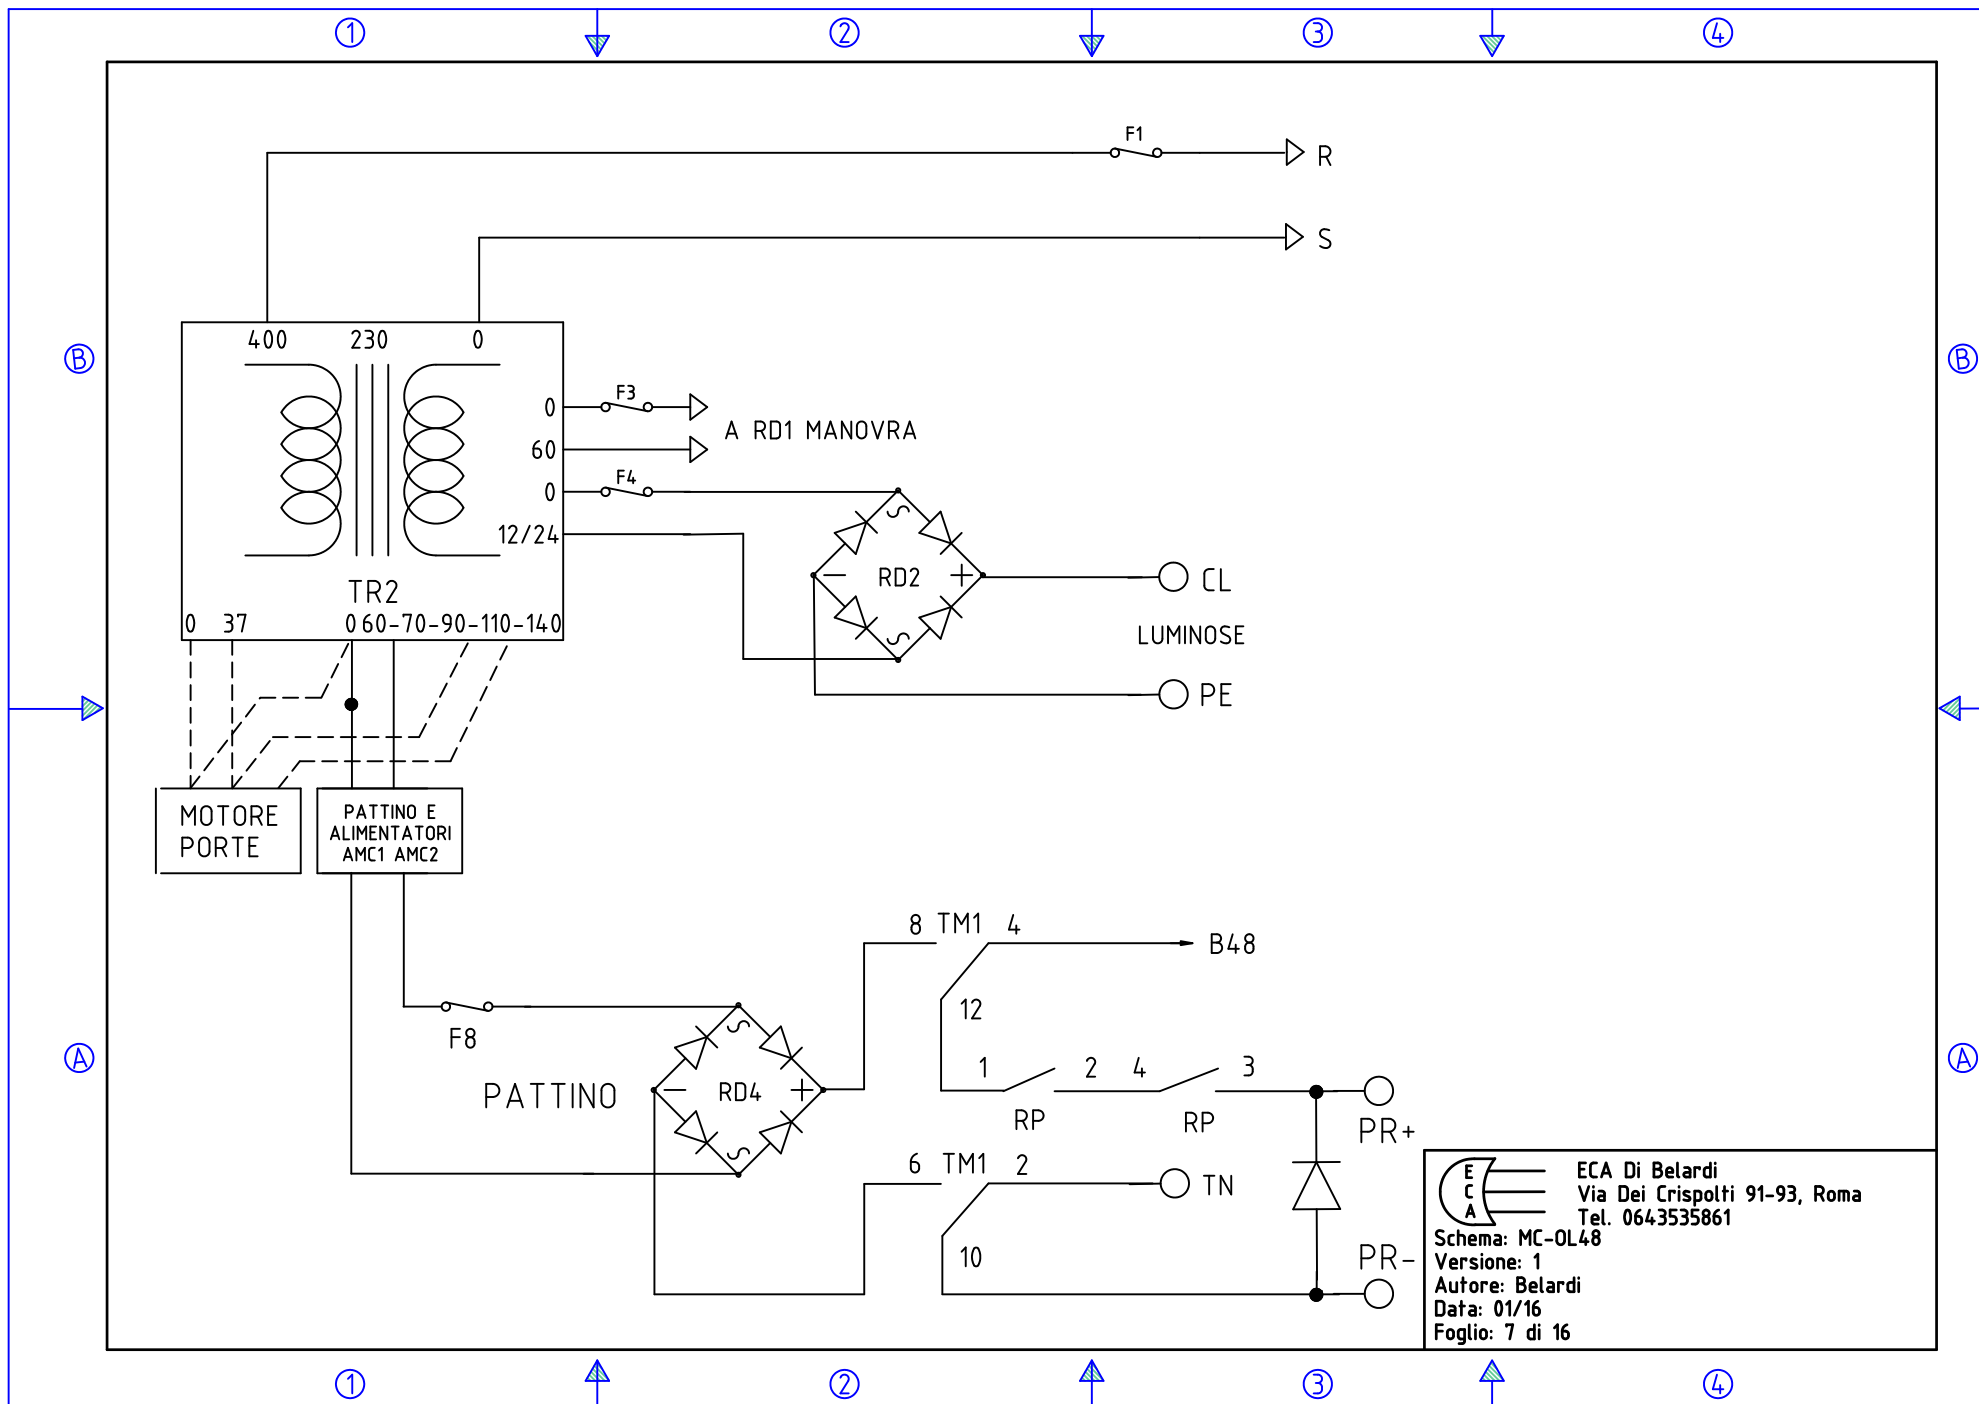 1 2 3 4
F1
R
S
B B
400 230 0
F3
0
A RD1 MANOVRA
60
F4
0
12/24
RD2
CL
TR2
0 37 0 60-70-90-110-140
LUMINOSE
PE
MOTORE
PORTE
PATTINO E
ALIMENTATORI
AMC1 AMC2
8 TM1 4
B48
12
F8
A A
1 2 4 3
PATTINO
RD4
RP RP
PR+
6 TM1 2
TN
10
PR-
E
C
A
ECA Di Belardi
Via Dei Crispolti 91-93, Roma
Tel. 0643535861
Schema: MC-OL48
Versione: 1
Autore: Belardi
Data: 01/16
Foglio: 7 di 16
1 2 3 4